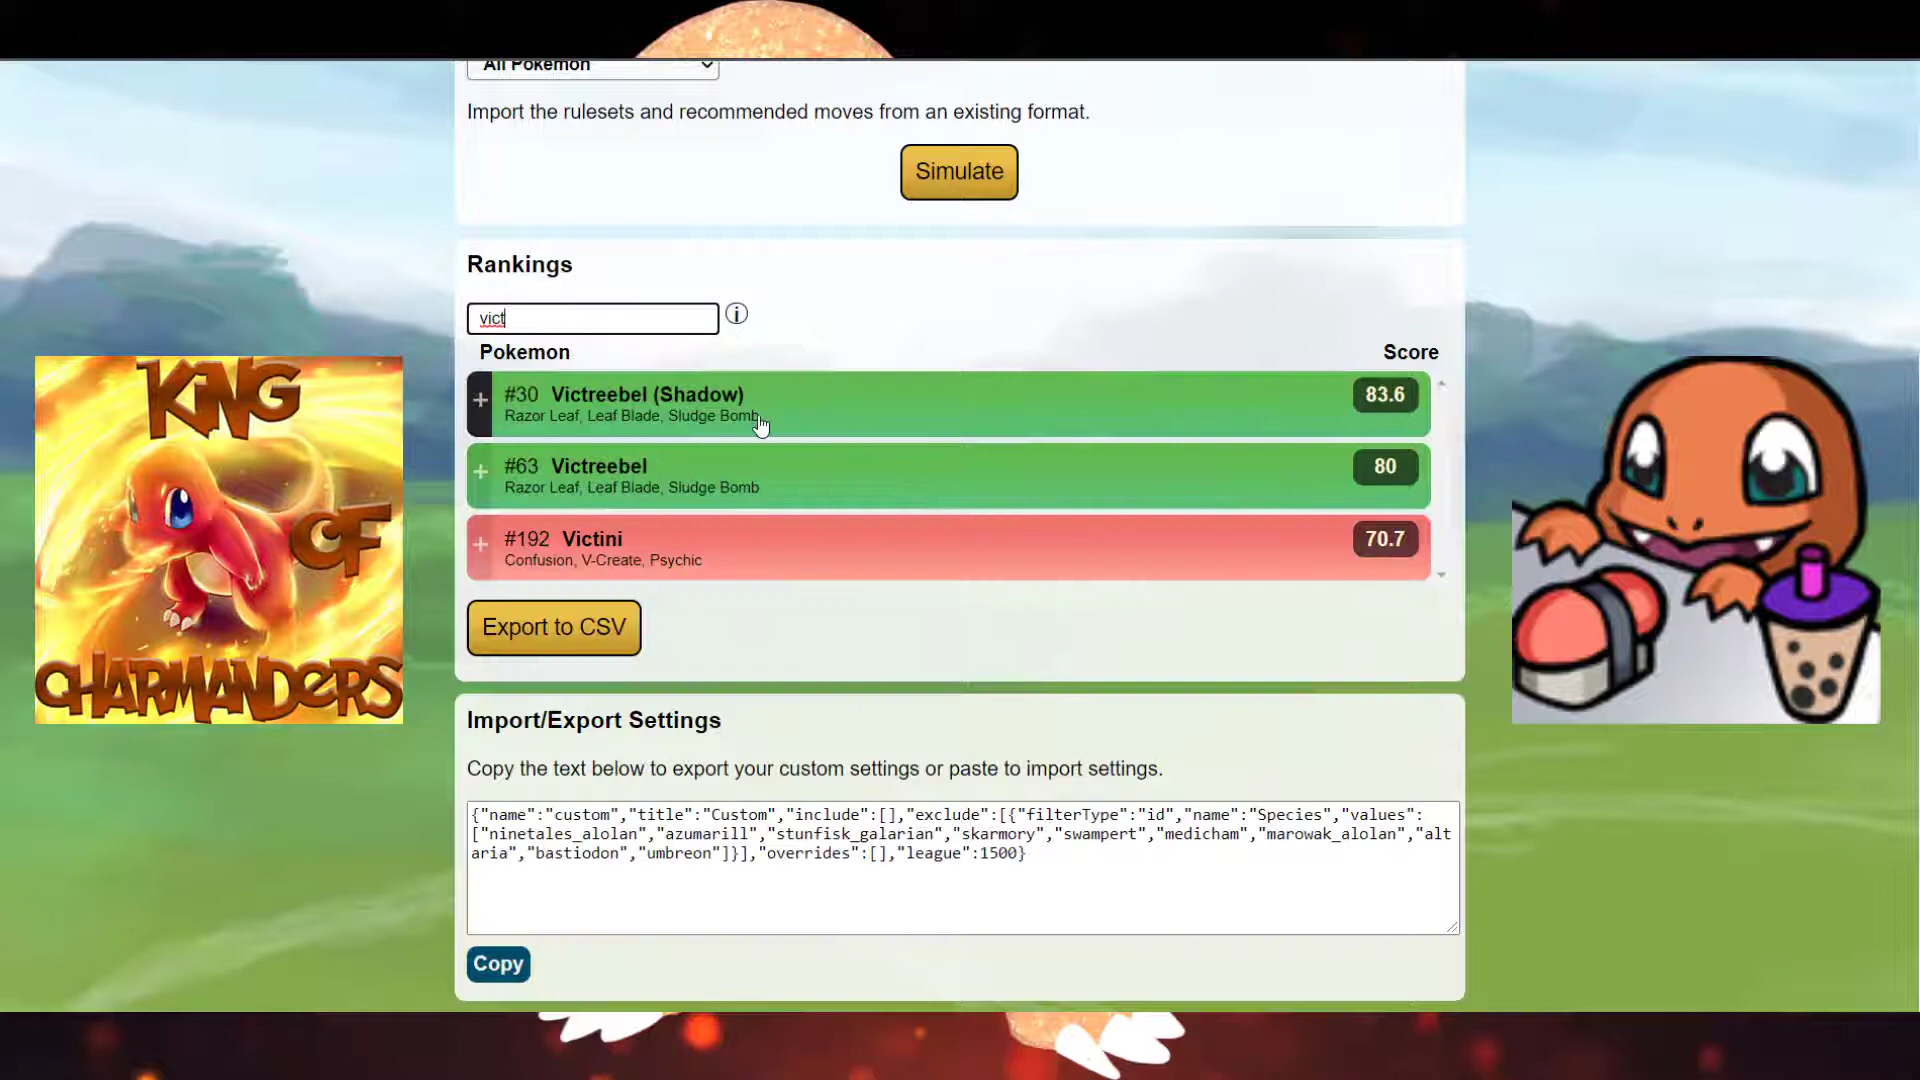 All Pokemon
Import the rulesets and recommended moves from an existing format.
Simulate
Rankings
vict
Pokemon Score
#30 Victreebel (Shadow) 83.6
Razor Leaf, Leaf Blade, Sludge Bomb
#63 Victreebel 80
Razor Leaf, Leaf Blade, Sludge Bomb
#192 Victini 70.7
Confusion, V-Create, Psychic
Export to CSV
Import/Export Settings
Copy the text below to export your custom settings or paste to import settings.
{"name":"custom","title":"Custom","include":[],"exclude":[{"filterType":"id","name":"Species","values":
["ninetales_alolan","azumarill","stunfisk_galarian","skarmory","swampert","medicham","marowak_alolan","alt
aria","bastiodon","umbreon"]}],"overrides":[],"league":1500}
Copy
KING
OF
CHARMANDERS